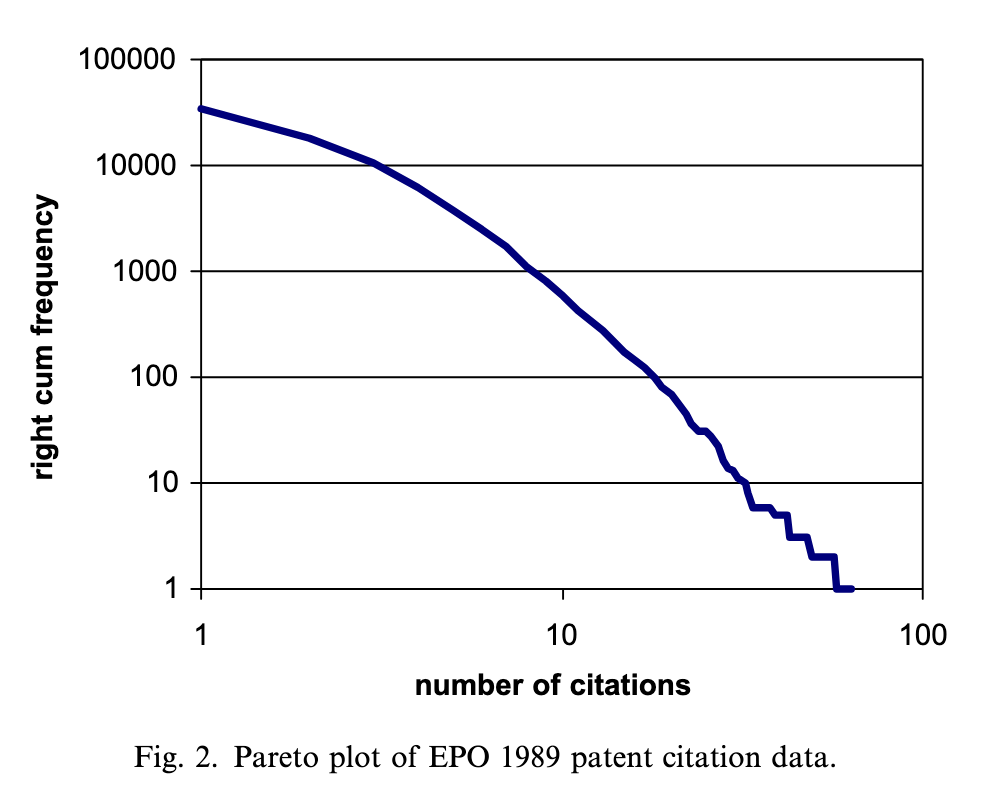 100000
10000
1000
100
10
1
right cum frequency
1 10 100
number of citations
Fig. 2. Pareto plot of EPO 1989 patent citation data.